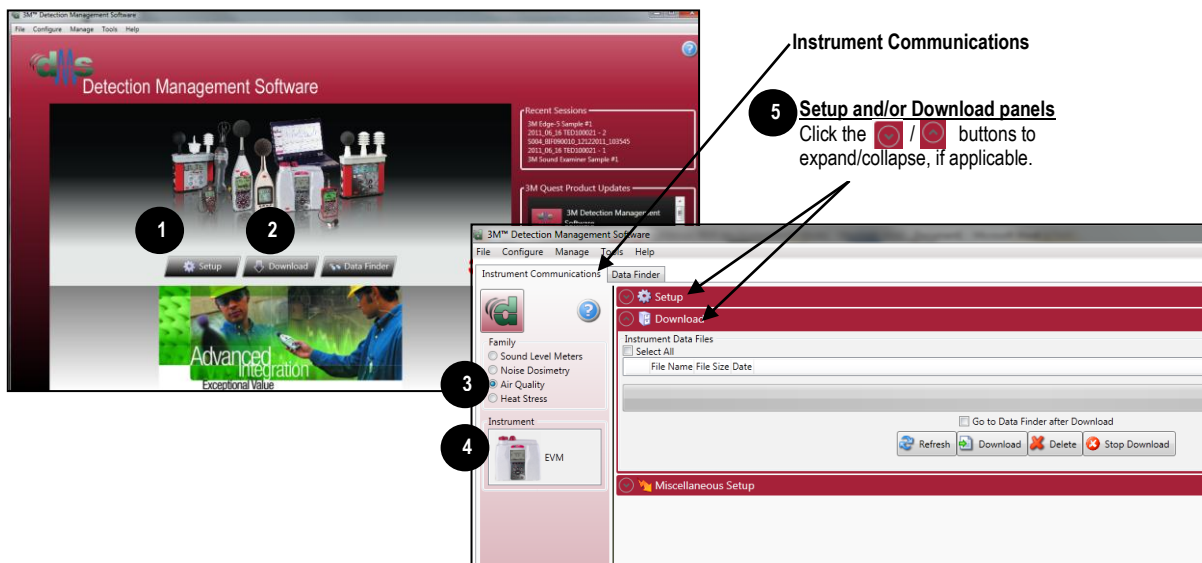 3M™ Detection Management Software
File Configure Manage Tools Help
dms
Detection Management Software
Recent Sessions
3M Edge-5 Sample #1
2011_06_16 TED100021 - 2
S004_BIF090010_12122011_103545
2011_06_16 TED100021 - 1
3M Sound Examiner Sample #1
3M Quest Product Updates
3M Detection Management
Software
1
2
Setup
Download
Data Finder
Advanced
Integration
Exceptional Value
Instrument Communications
5
Setup and/or Download panels
Click the / buttons to
expand/collapse, if applicable.
3M™ Detection Management Software
File Configure Manage Tools Help
Instrument Communications
Data Finder
Setup
Download
Family
Sound Level Meters
Noise Dosimetry
3
Air Quality
Heat Stress
Instrument
4
EVM
Instrument Data Files
Select All
File Name File Size Date
Go to Data Finder after Download
Refresh
Download
Delete
Stop Download
Miscellaneous Setup